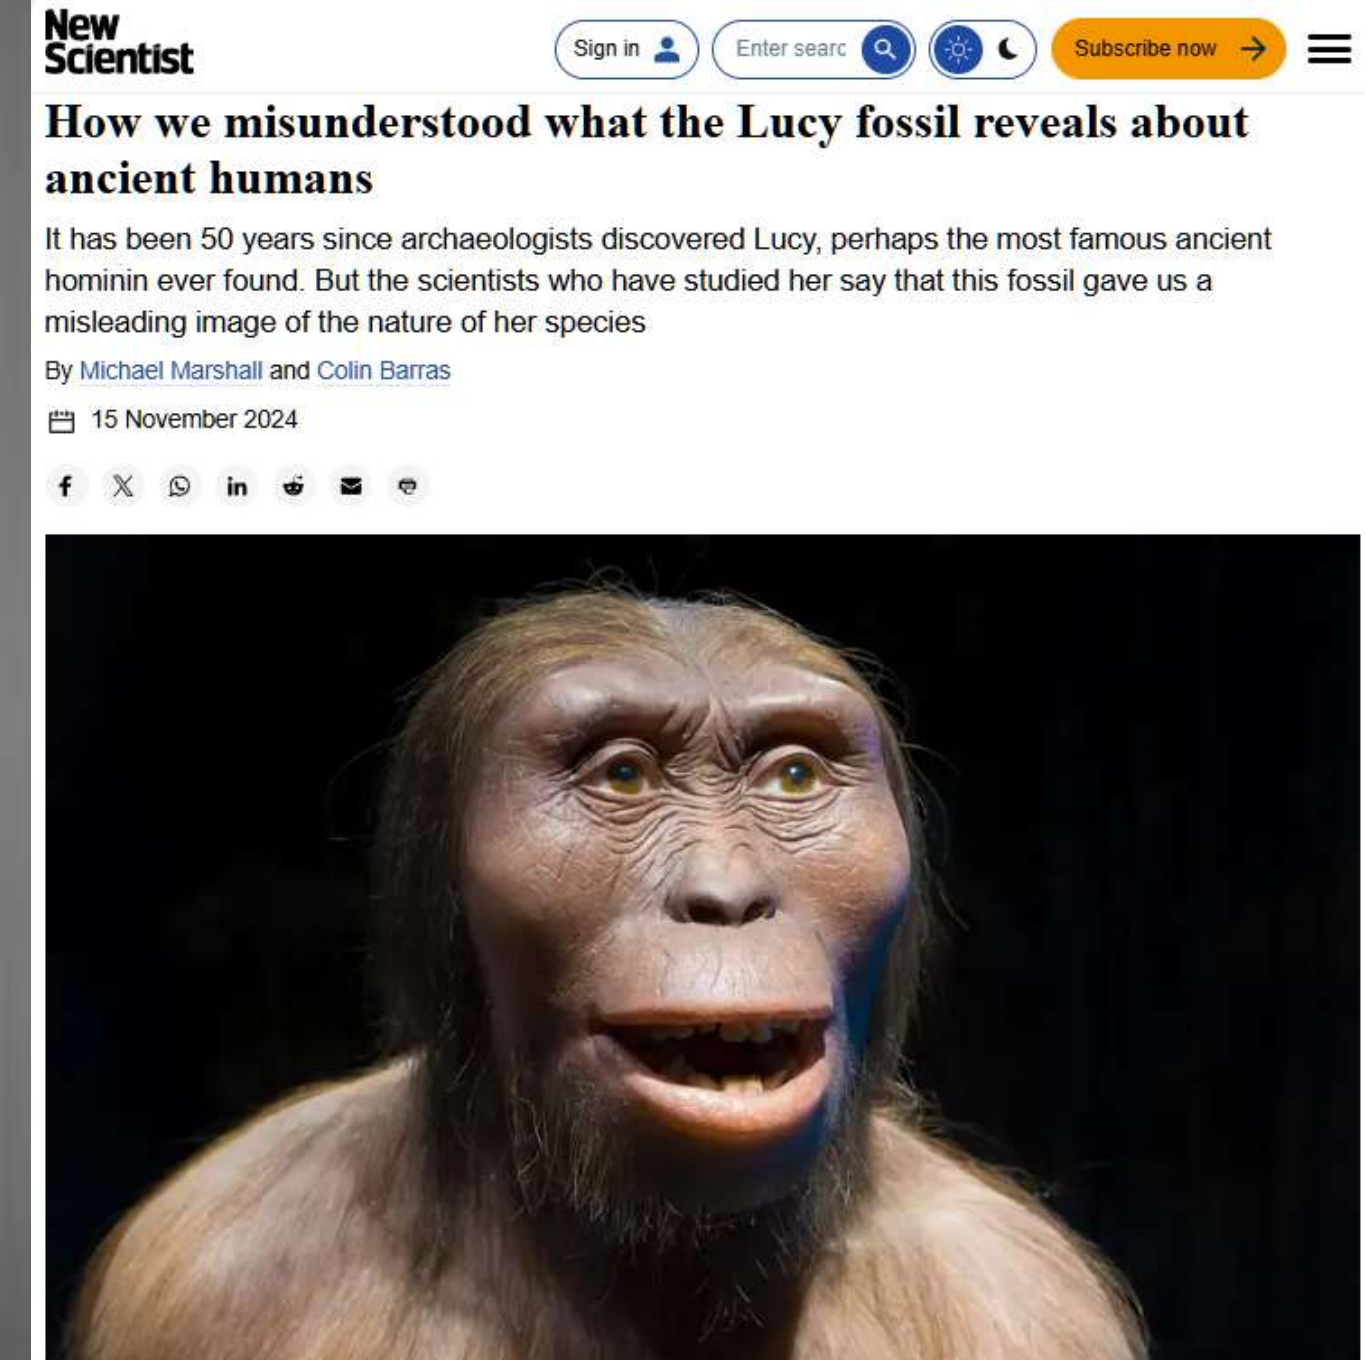 New
Scientist
Sign in
Enter searc
Subscribe now
How we misunderstood what the Lucy fossil reveals about
ancient humans
It has been 50 years since archaeologists discovered Lucy, perhaps the most famous ancient
hominin ever found. But the scientists who have studied her say that this fossil gave us a
misleading image of the nature of her species
By Michael Marshall and Colin Barras
15 November 2024